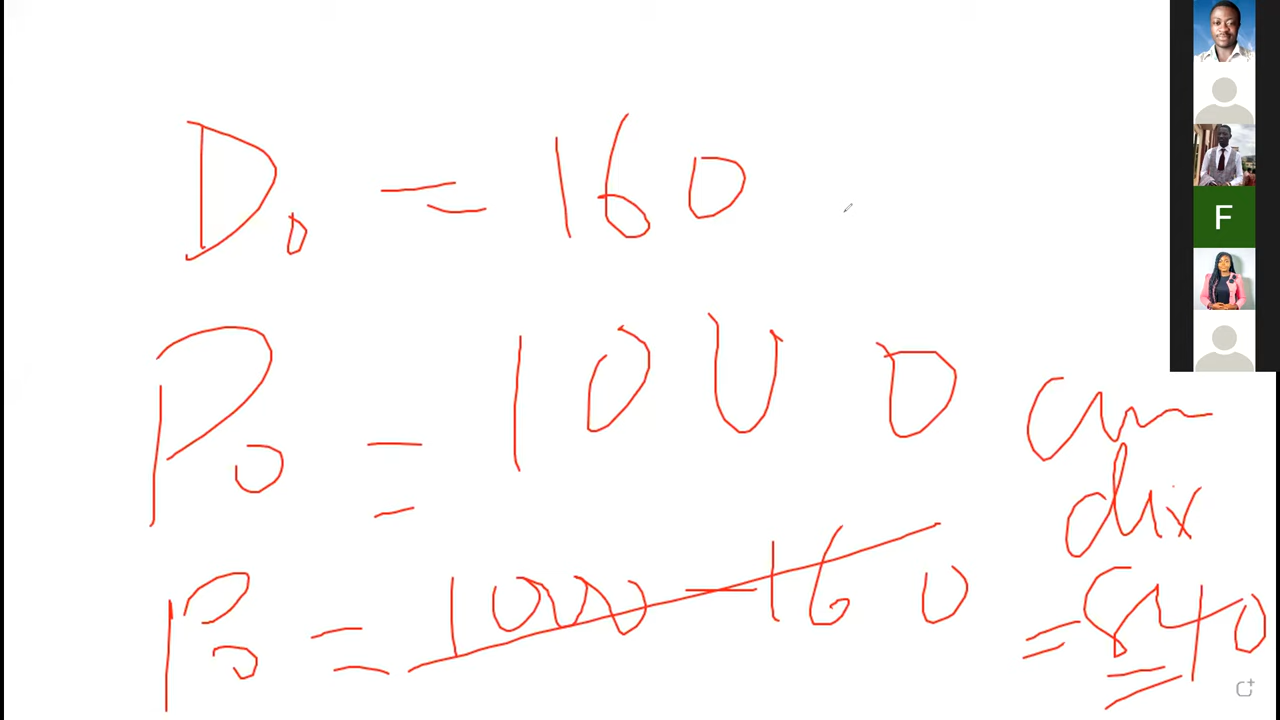 D₀ = 160
P₀ = 1000 cum div
P₀ = 1000 - 160 = 840
F